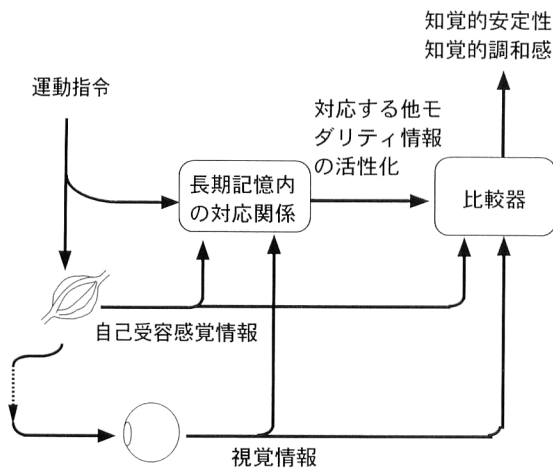 知覚的安定性
知覚的調和感
運動指令
対応する他モ
ダリティ情報
の活性化
長期記憶内
の対応関係
比較器
自己受容感覚情報
視覚情報